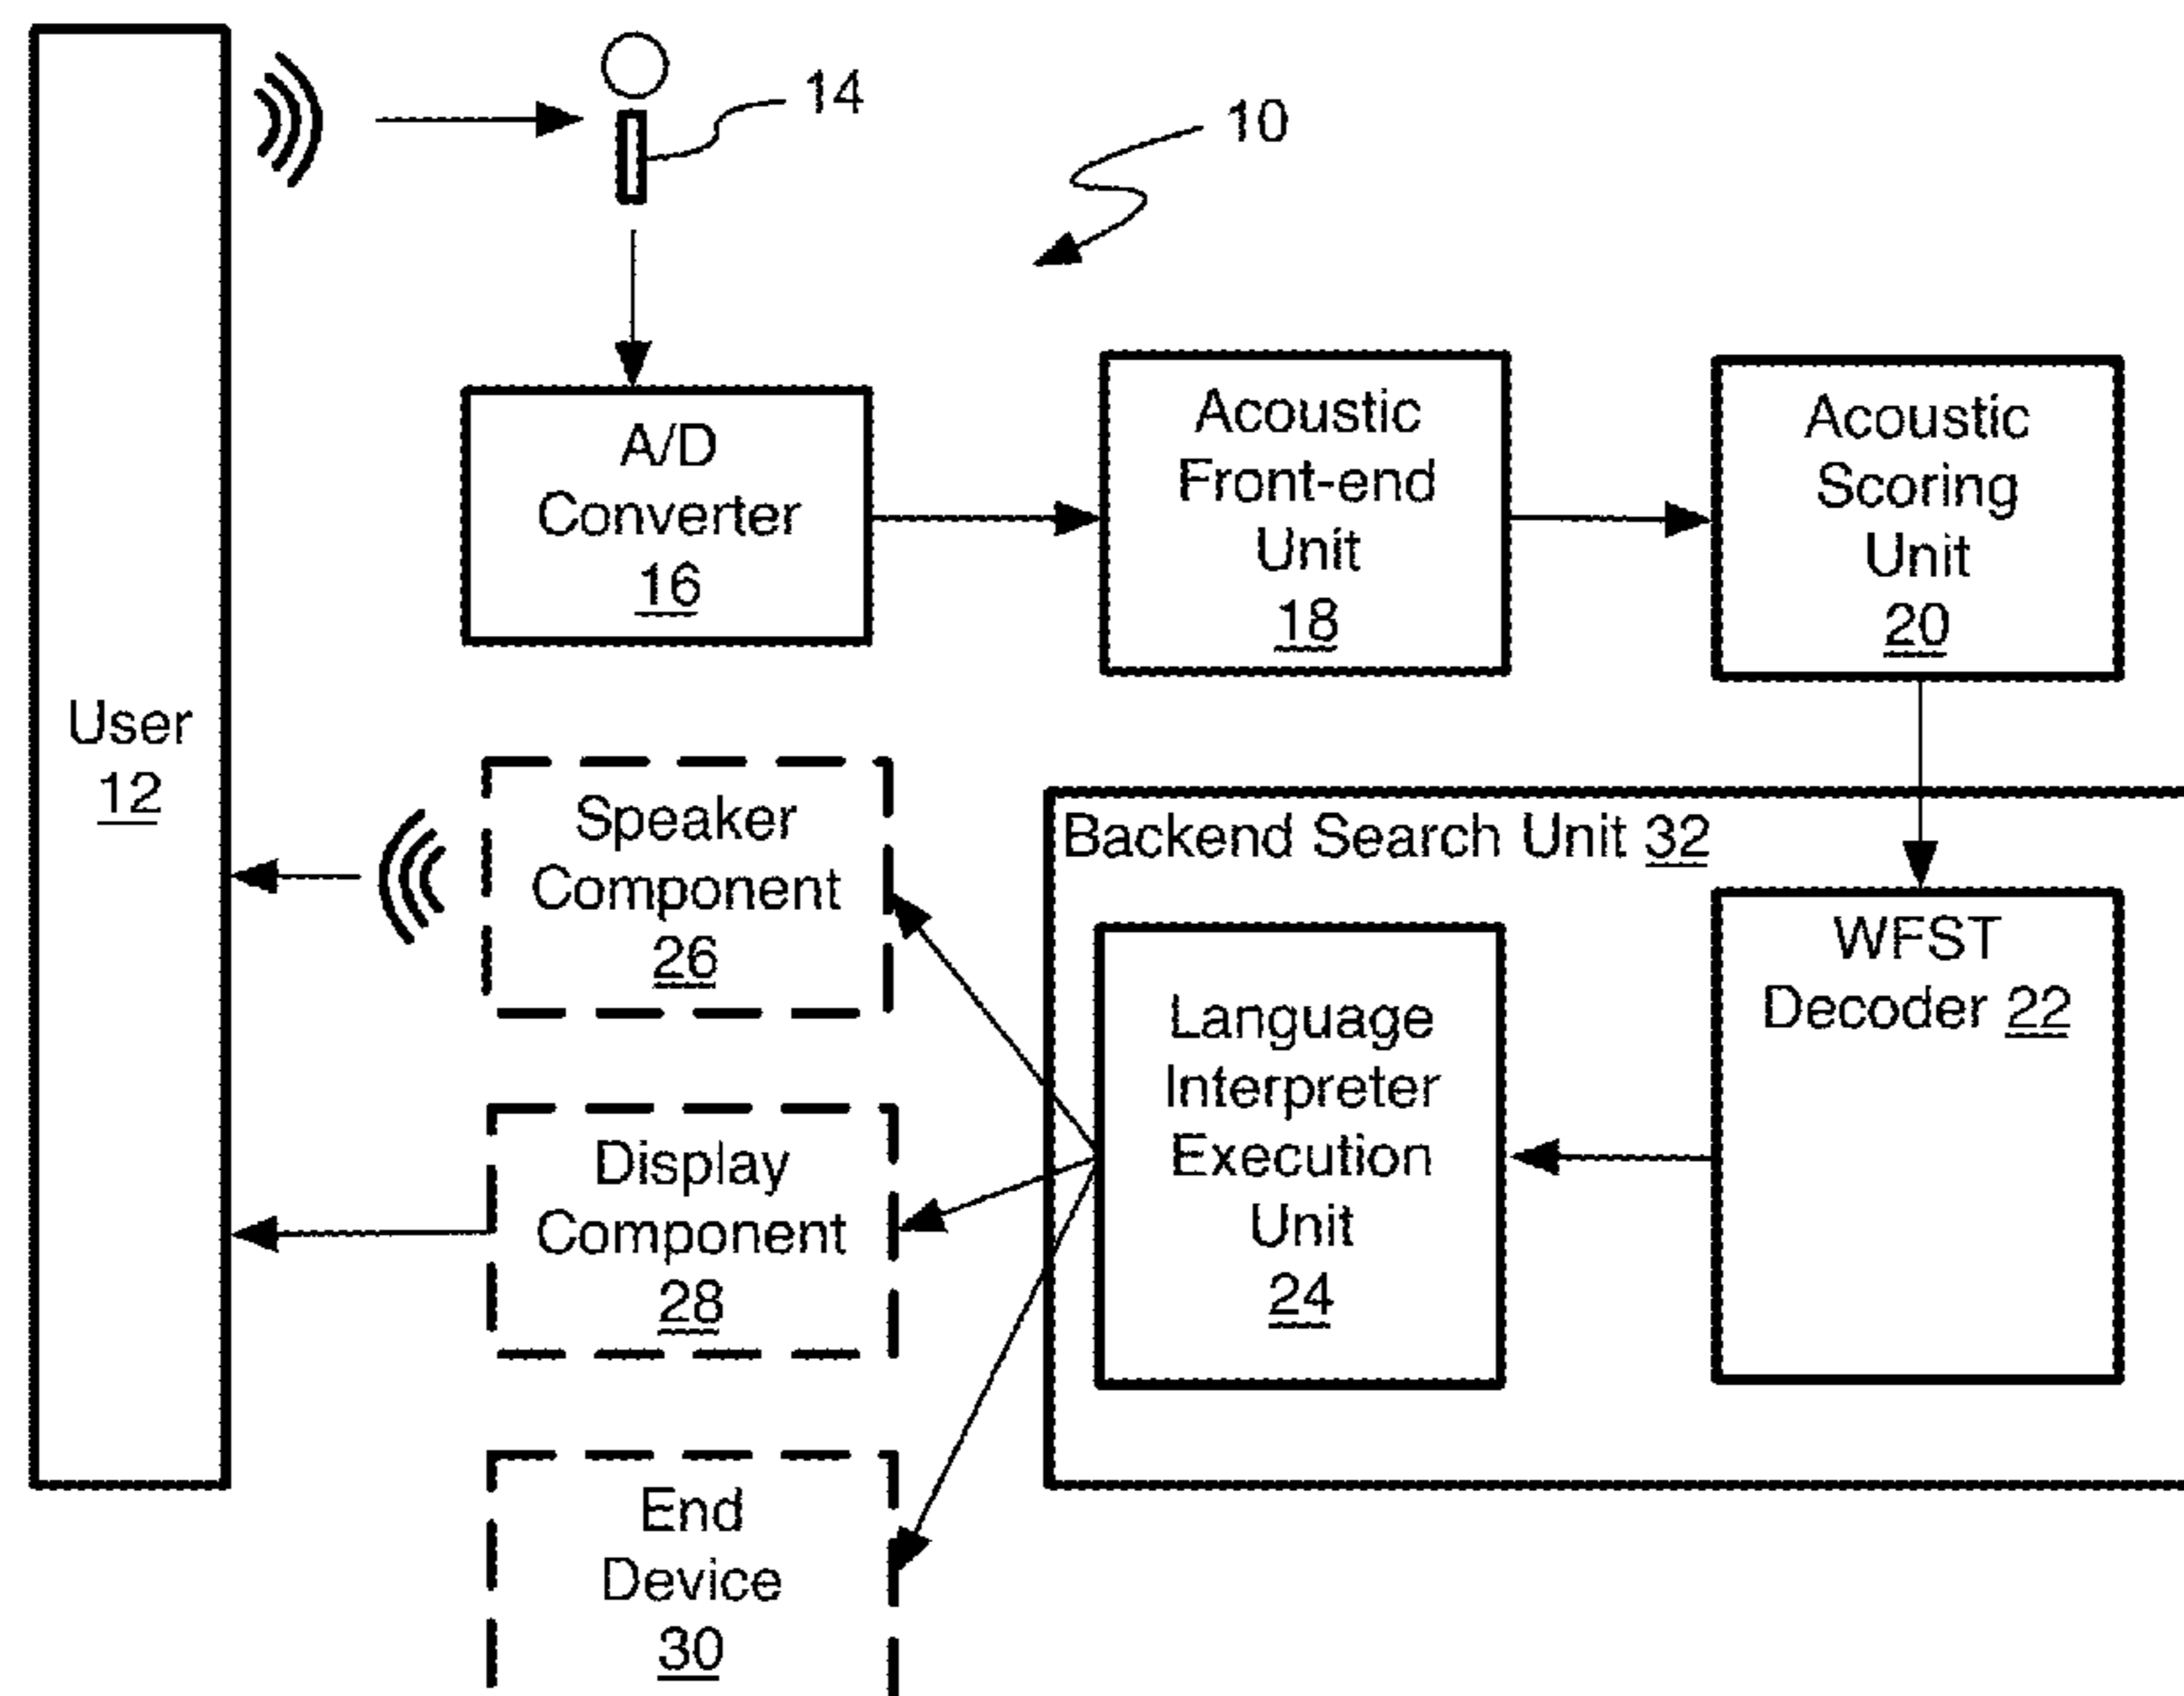 14
10
A/D
Converter
16
Acoustic
Front-end
Unit
18
Acoustic
Scoring
Unit
20
User
12
Speaker
Component
26
Backend Search Unit 32
WFST
Decoder 22
Language
Interpreter
Execution
Unit
24
Display
Component
28
End
Device
30